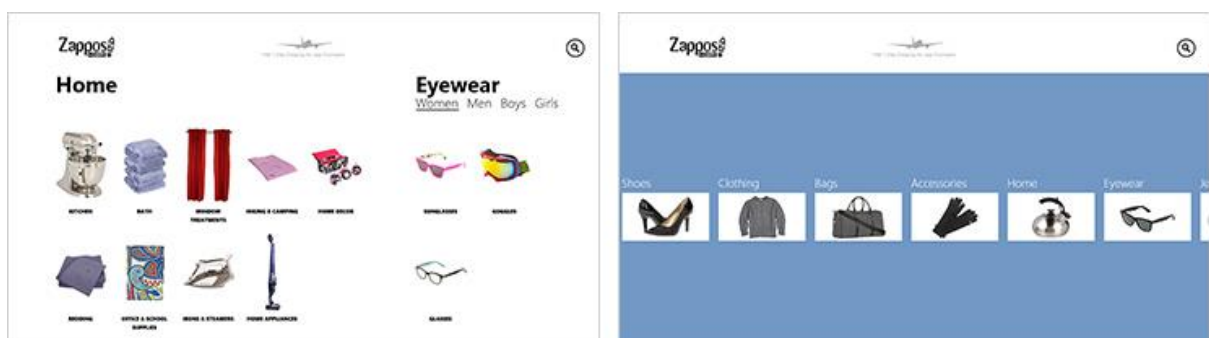 Zappos
Home
Eyewear
Women Men Boys Girls
KITCHEN
BATH
WINDOW
TREATMENTS
DINING & CAMPING
HOME DECOR
SUNGLASSES
GOGGLES
BEDDING
OFFICE & SCHOOL
SUPPLIES
IRONS & STEAMERS
HOME APPLIANCES
GLASSES
Zappos
Shoes
Clothing
Bags
Accessories
Home
Eyewear